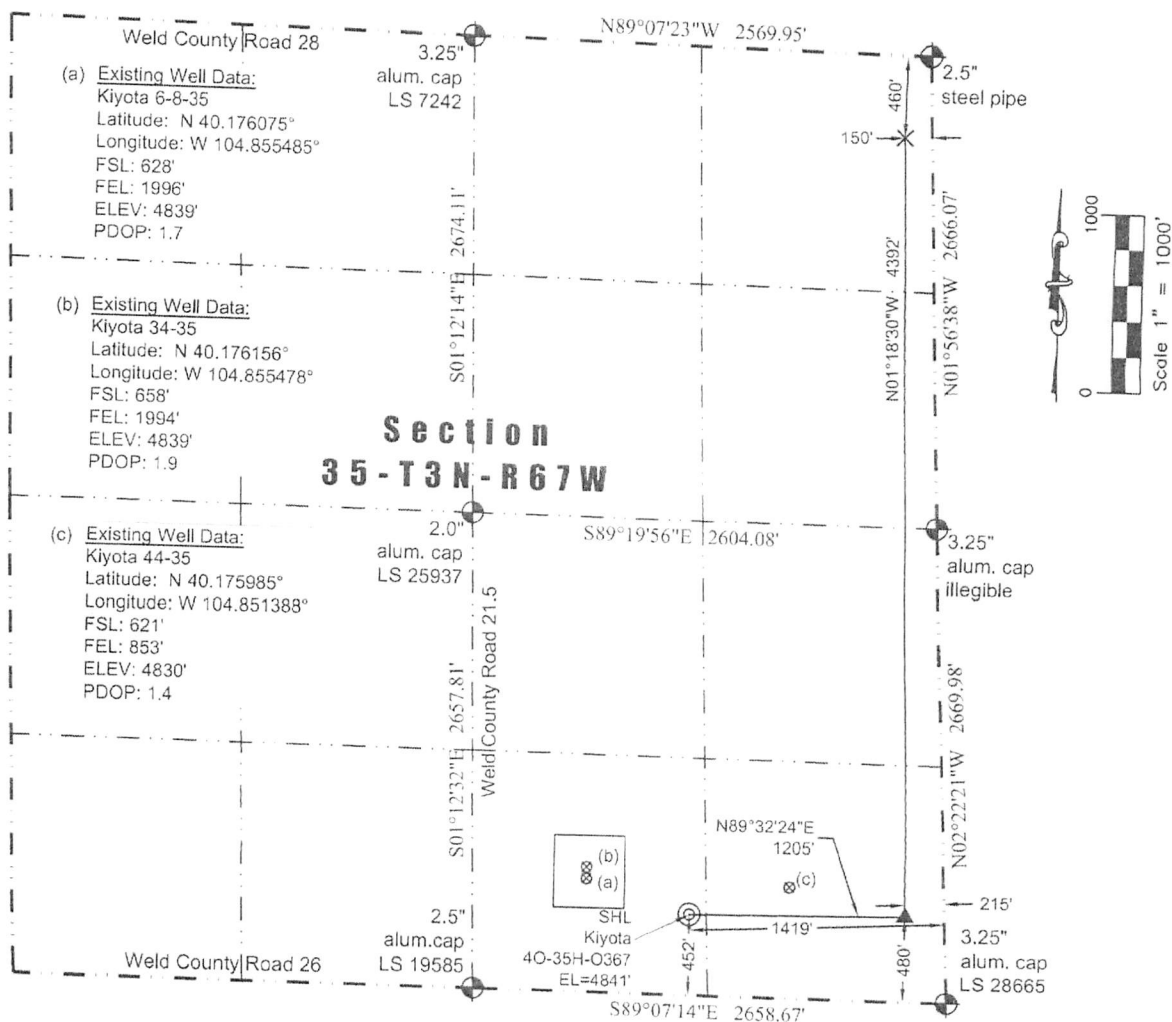 N89°07'23"W 2569.95'
Weld County Road 28
3.25"
alum. cap
LS 7242
2.5"
steel pipe
460'
150'
(a) Existing Well Data:
Kiyota 6-8-35
Latitude: N 40.176075°
Longitude: W 104.855485°
FSL: 628'
FEL: 1996'
ELEV: 4839'
PDOP: 1.7
S01°12'14"E 2674.11'
N01°18'30"W 4392'
N01°56'38"W 2666.07'
1000
0
Scale 1" = 1000'
(b) Existing Well Data:
Kiyota 34-35
Latitude: N 40.176156°
Longitude: W 104.855478°
FSL: 658'
FEL: 1994'
ELEV: 4839'
PDOP: 1.9
Section
35-T3N-R67W
(c) Existing Well Data:
Kiyota 44-35
Latitude: N 40.175985°
Longitude: W 104.851388°
FSL: 621'
FEL: 853'
ELEV: 4830'
PDOP: 1.4
2.0"
alum. cap
LS 25937
S89°19'56"E 2604.08'
3.25"
alum. cap
illegible
S01°12'32"E 2657.81'
Weld County Road 21.5
N02°22'21"W 2669.98'
N89°32'24"E
1205'
(b)
(a)
(c)
215'
SHL
Kiyota
4O-35H-O367
EL=4841'
1419'
452'
480'
2.5"
alum.cap
LS 19585
3.25"
alum. cap
LS 28665
Weld County Road 26
S89°07'14"E 2658.67'